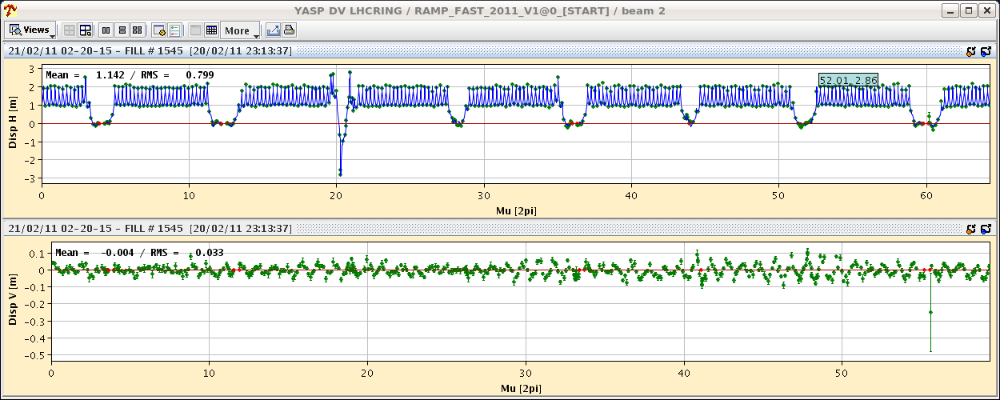 YASP DV LHCRING / RAMP_FAST_2011_V1@0_[START] / beam 2
Views More
21/02/11 02-20-15 - FILL # 1545 [20/02/11 23:13:37]
Mean = 1.142 / RMS = 0.799
52.01, 2.86
Disp H [m]
3
2
1
0
-1
-2
-3
0 10 20 30 40 50 60
Mu [2pi]
21/02/11 02-20-15 - FILL # 1545 [20/02/11 23:13:37]
Mean = -0.004 / RMS = 0.033
Disp V [m]
0.1
0
-0.1
-0.2
-0.3
-0.4
-0.5
0 10 20 30 40 50
Mu [2pi]